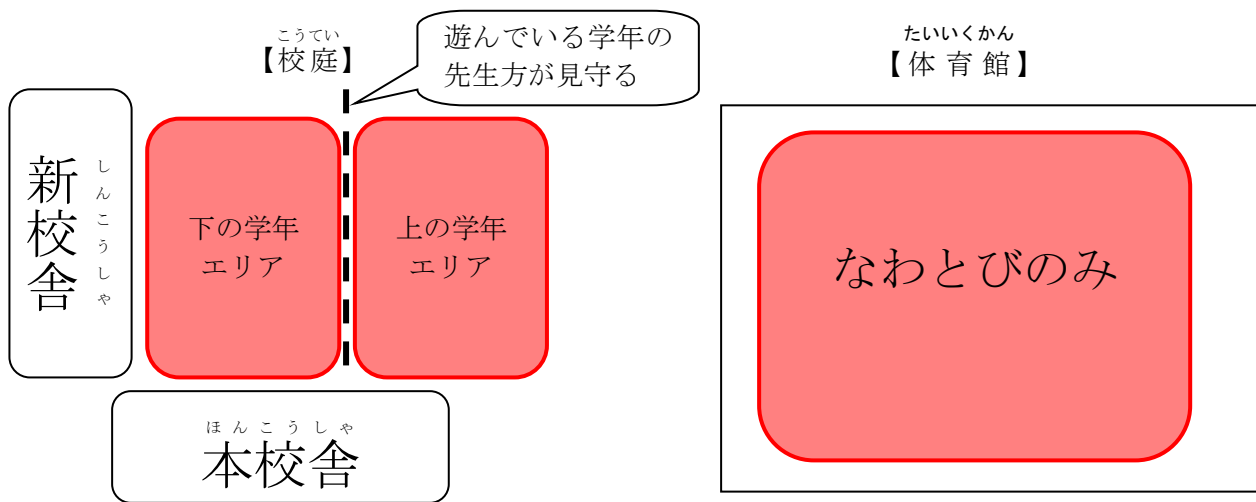 こうてい
【校庭】
遊んでいる学年の
先生方が見守る
しんこうしゃ
新校舎
下の学年
エリア
上の学年
エリア
ほんこうしゃ
本校舎
たいいくかん
【体育館】
なわとびのみ